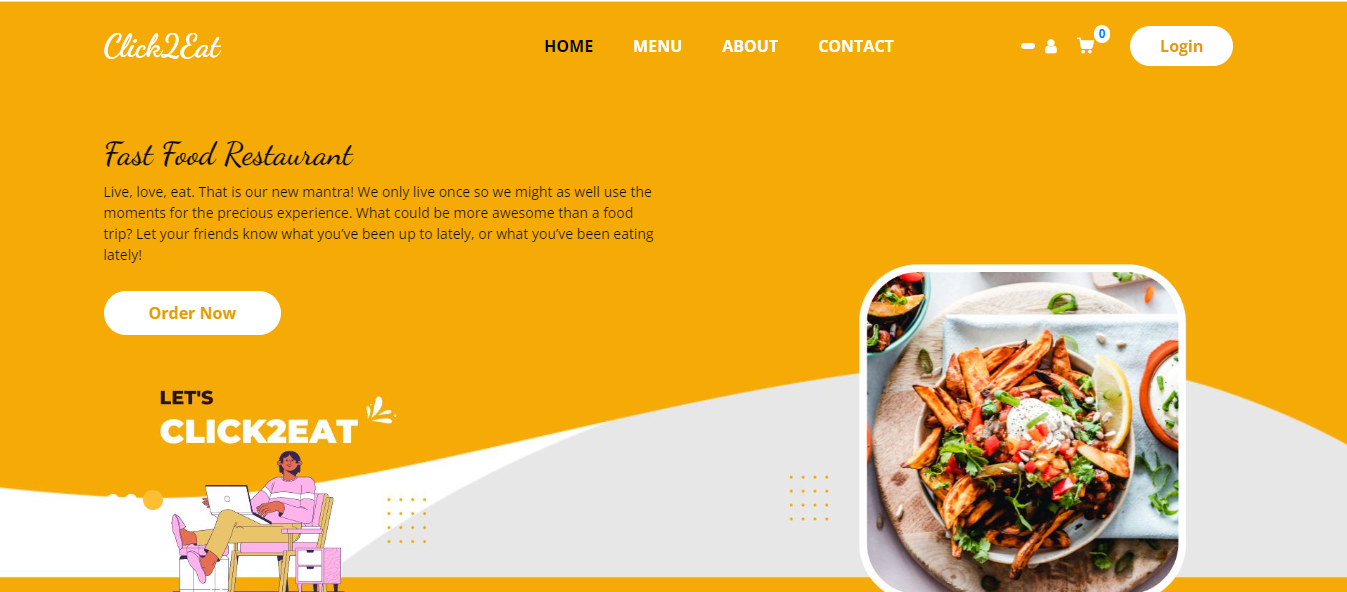 Click2Eat
HOME MENU ABOUT CONTACT
0
Login
Fast Food Restaurant
Live, love, eat. That is our new mantra! We only live once so we might as well use the
moments for the precious experience. What could be more awesome than a food
trip? Let your friends know what you’ve been up to lately, or what you’ve been eating
lately!
Order Now
LET'S
CLICK2EAT